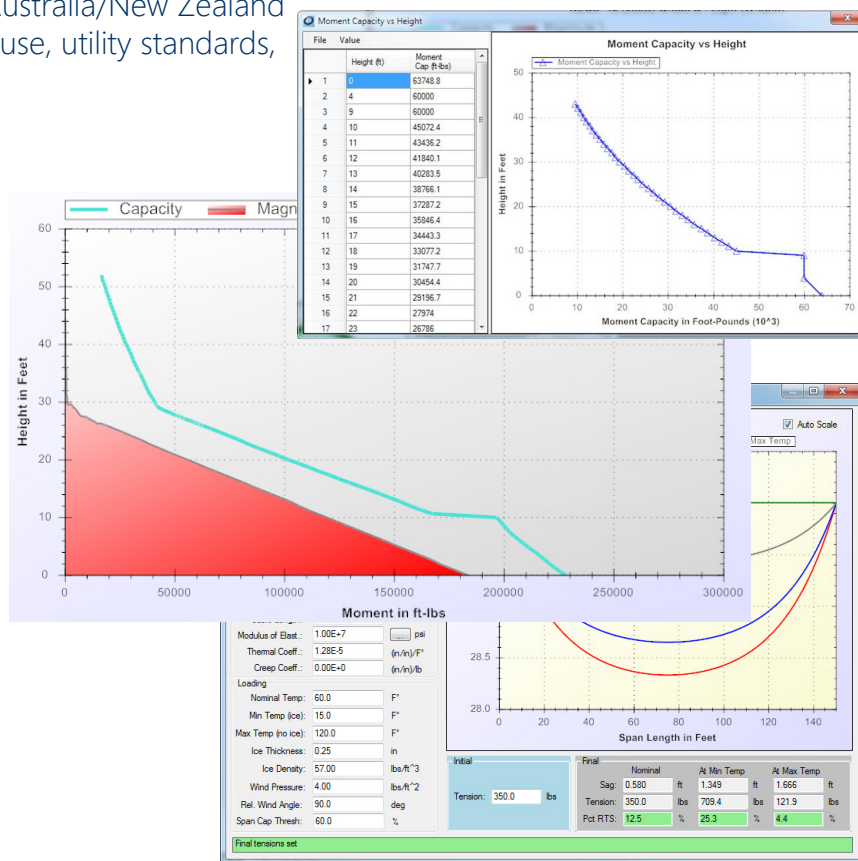 Australia/New Zealand
use, utility standards,
Moment Capacity vs Height
File Value
Height (ft) Moment Cap (ft-lbs)
1 0 63748.8
2 4 60000
3 9 60000
4 10 45072.4
5 11 43436.2
6 12 41840.1
7 13 40283.5
8 14 38766.1
9 15 37287.2
10 16 35846.4
11 17 34443.3
12 18 33077.2
13 19 31747.7
14 20 30454.4
15 21 29196.7
16 22 27974
17 23 26786
Moment Capacity vs Height
Moment Capacity vs Height
50
40
30
20
10
0
Height in Feet
0 10 20 30 40 50 60 70
Moment Capacity in Foot-Pounds (10^3)
Capacity Magn
60
50
40
30
20
10
0
Height in Feet
0 50000 100000 150000 200000 250000 300000
Moment in ft-lbs
Auto Scale
Max Temp
28.5
28.0
0 20 40 60 80 100 120 140
Span Length in Feet
Modulus of Elast.: 1.00E+7 ... psi
Thermal Coeff.: 1.28E-5 (in/in)/F°
Creep Coeff.: 0.00E+0 (in/in)/lb
Loading
Nominal Temp: 60.0 F°
Min Temp (ice): 15.0 F°
Max Temp (no ice): 120.0 F°
Ice Thickness: 0.25 in
Ice Density: 57.00 lbs/ft^3
Wind Pressure: 4.00 lbs/ft^2
Rel. Wind Angle: 90.0 deg
Span Cap Thresh: 60.0 %
Initial
Tension: 350.0 lbs
Final
Nominal At Min Temp At Max Temp
Sag: 0.580 ft 1.349 ft 1.666 ft
Tension: 350.0 lbs 709.4 lbs 121.9 lbs
Pct RTS: 12.5 % 25.3 % 4.4 %
Final tensions set